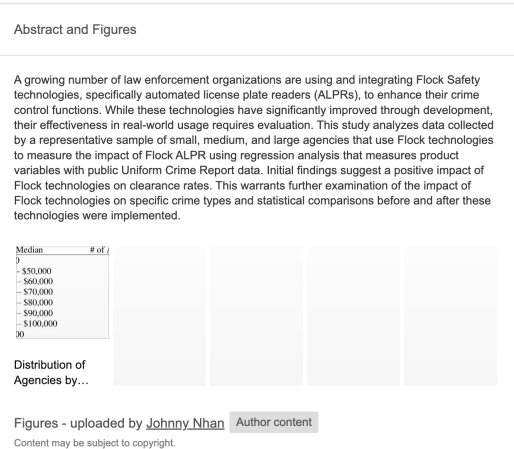 Abstract and Figures
A growing number of law enforcement organizations are using and integrating Flock Safety
technologies, specifically automated license plate readers (ALPRs), to enhance their crime
control functions. While these technologies have significantly improved through development,
their effectiveness in real-world usage requires evaluation. This study analyzes data collected
by a representative sample of small, medium, and large agencies that use Flock technologies
to measure the impact of Flock ALPR using regression analysis that measures product
variables with public Uniform Crime Report data. Initial findings suggest a positive impact of
Flock technologies on clearance rates. This warrants further examination of the impact of
Flock technologies on specific crime types and statistical comparisons before and after these
technologies were implemented.
Median # of
- $50,000
– $60,000
– $70,000
– $80,000
– $90,000
– $100,000
Distribution of
Agencies by…
Figures - uploaded by Johnny Nhan Author content
Content may be subject to copyright.